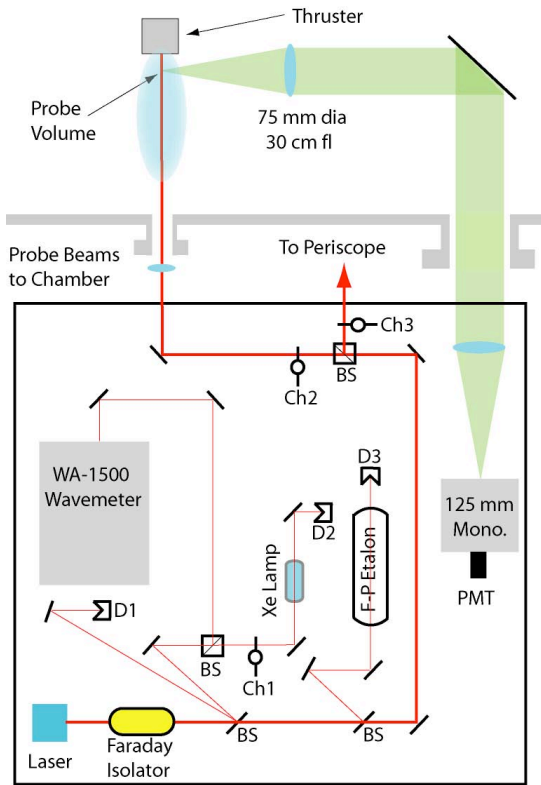 Thruster
Probe
Volume
75 mm dia
30 cm fl
Probe Beams
to Chamber
To Periscope
Ch3
BS
Ch2
WA-1500
Wavemeter
D3
D2
Xe Lamp
F-P Etalon
125 mm
Mono.
PMT
D1
BS
Ch1
BS
BS
Laser
Faraday
Isolator